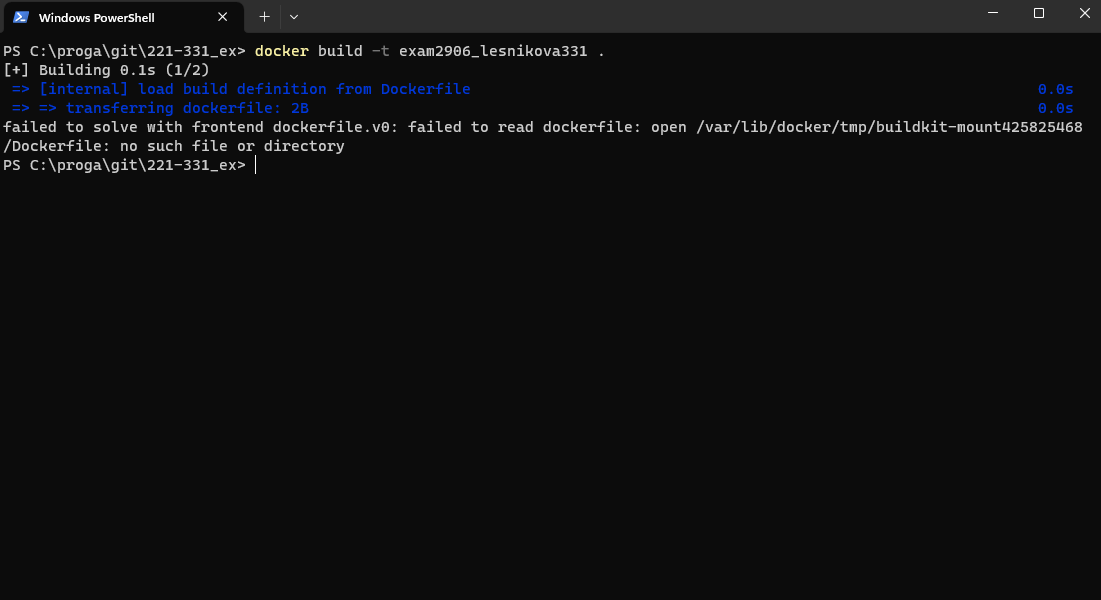 Windows PowerShell
PS C:\proga\git\221-331_ex> docker build -t exam2906_lesnikova331 .
[+] Building 0.1s (1/2)
=> [internal] load build definition from Dockerfile 0.0s
=> => transferring dockerfile: 2B 0.0s
failed to solve with frontend dockerfile.v0: failed to read dockerfile: open /var/lib/docker/tmp/buildkit-mount425825468
/Dockerfile: no such file or directory
PS C:\proga\git\221-331_ex>